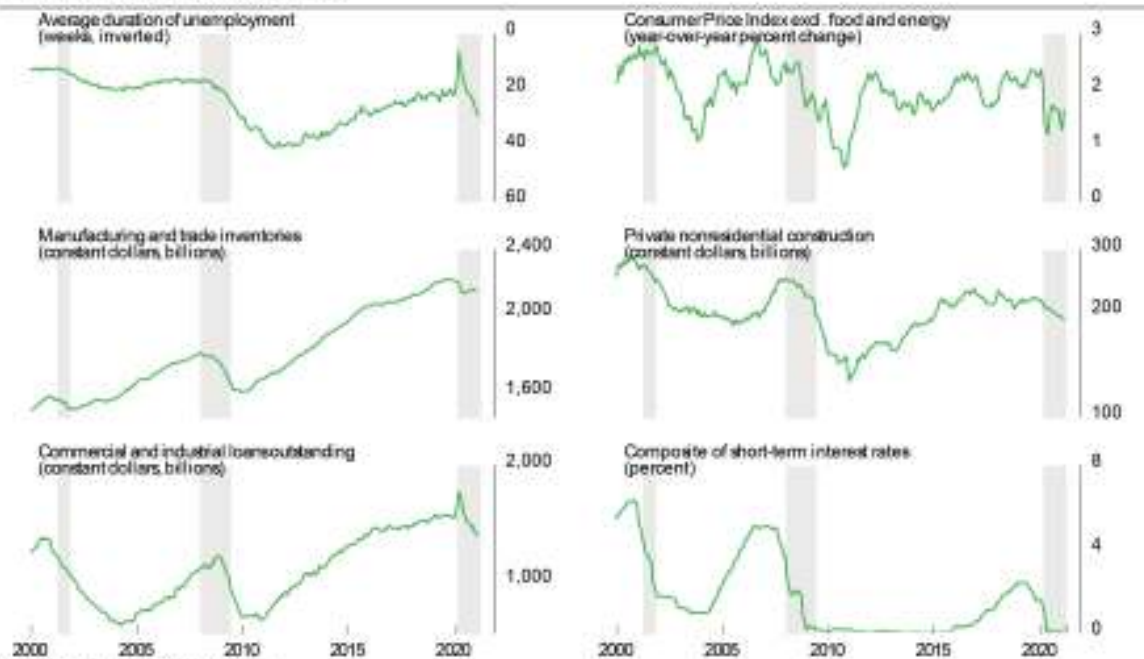 Average duration of unemployment
(weeks, inverted)
0
20
40
60
Consumer Price Index excl. food and energy
(year-over-year percent change)
3
2
1
0
Manufacturing and trade inventories
(constant dollars, billions)
2,400
2,000
1,600
Private nonresidential construction
(constant dollars, billions)
300
200
100
Commercial and industrial loans outstanding
(constant dollars, billions)
2,000
1,000
2000 2005 2010 2015 2020
Composite of short-term interest rates
(percent)
8
4
0
2000 2005 2010 2015 2020